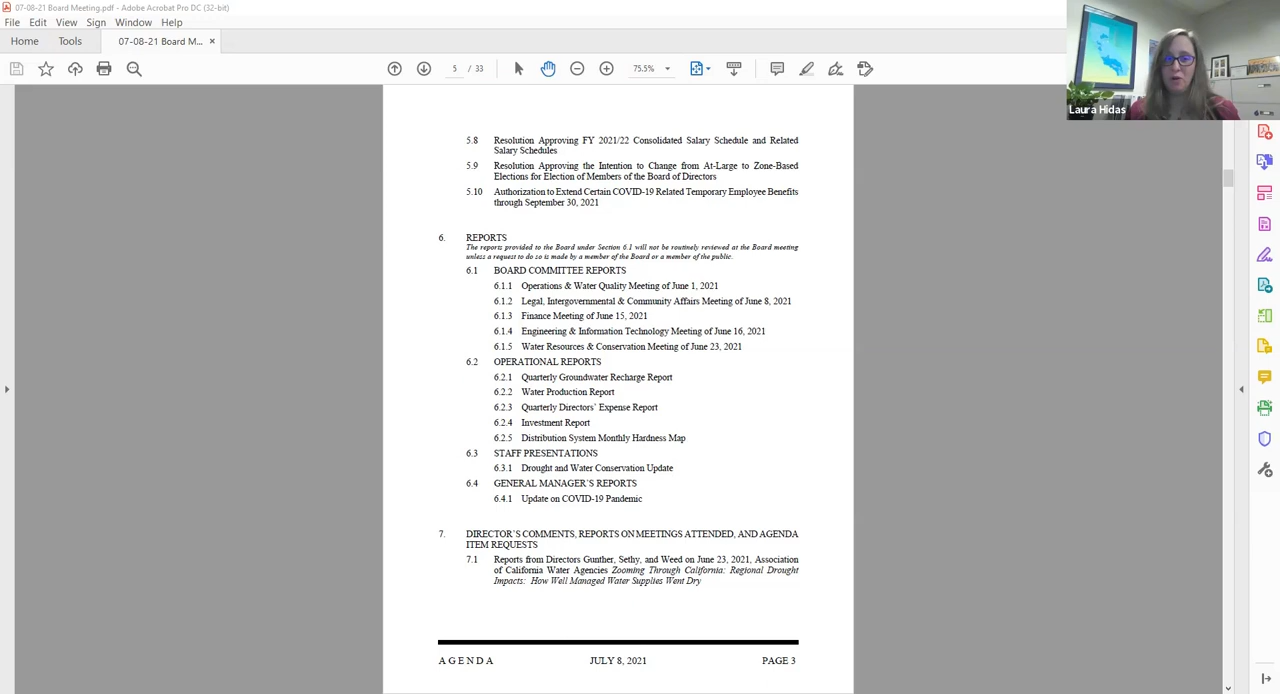 07-08-21 Board Meeting.pdf - Adobe Acrobat Pro DC (32-bit)
File Edit View Sign Window Help
Home Tools 07-08-21 Board M... ×
5 / 33 75.5%
Laura Hidas
5.8 Resolution Approving FY 2021/22 Consolidated Salary Schedule and Related
Salary Schedules
5.9 Resolution Approving the Intention to Change from At-Large to Zone-Based
Elections for Election of Members of the Board of Directors
5.10 Authorization to Extend Certain COVID-19 Related Temporary Employee Benefits
through September 30, 2021
6. REPORTS
The reports provided to the Board under Section 6.1 will not be routinely reviewed at the Board meeting
unless a request to do so is made by a member of the Board or a member of the public.
6.1 BOARD COMMITTEE REPORTS
6.1.1 Operations & Water Quality Meeting of June 1, 2021
6.1.2 Legal, Intergovernmental & Community Affairs Meeting of June 8, 2021
6.1.3 Finance Meeting of June 15, 2021
6.1.4 Engineering & Information Technology Meeting of June 16, 2021
6.1.5 Water Resources & Conservation Meeting of June 23, 2021
6.2 OPERATIONAL REPORTS
6.2.1 Quarterly Groundwater Recharge Report
6.2.2 Water Production Report
6.2.3 Quarterly Directors' Expense Report
6.2.4 Investment Report
6.2.5 Distribution System Monthly Hardness Map
6.3 STAFF PRESENTATIONS
6.3.1 Drought and Water Conservation Update
6.4 GENERAL MANAGER'S REPORTS
6.4.1 Update on COVID-19 Pandemic
7. DIRECTOR'S COMMENTS, REPORTS ON MEETINGS ATTENDED, AND AGENDA
ITEM REQUESTS
7.1 Reports from Directors Gunther, Sethy, and Weed on June 23, 2021, Association
of California Water Agencies Zooming Through California: Regional Drought
Impacts: How Well Managed Water Supplies Went Dry
AGENDA JULY 8, 2021 PAGE 3